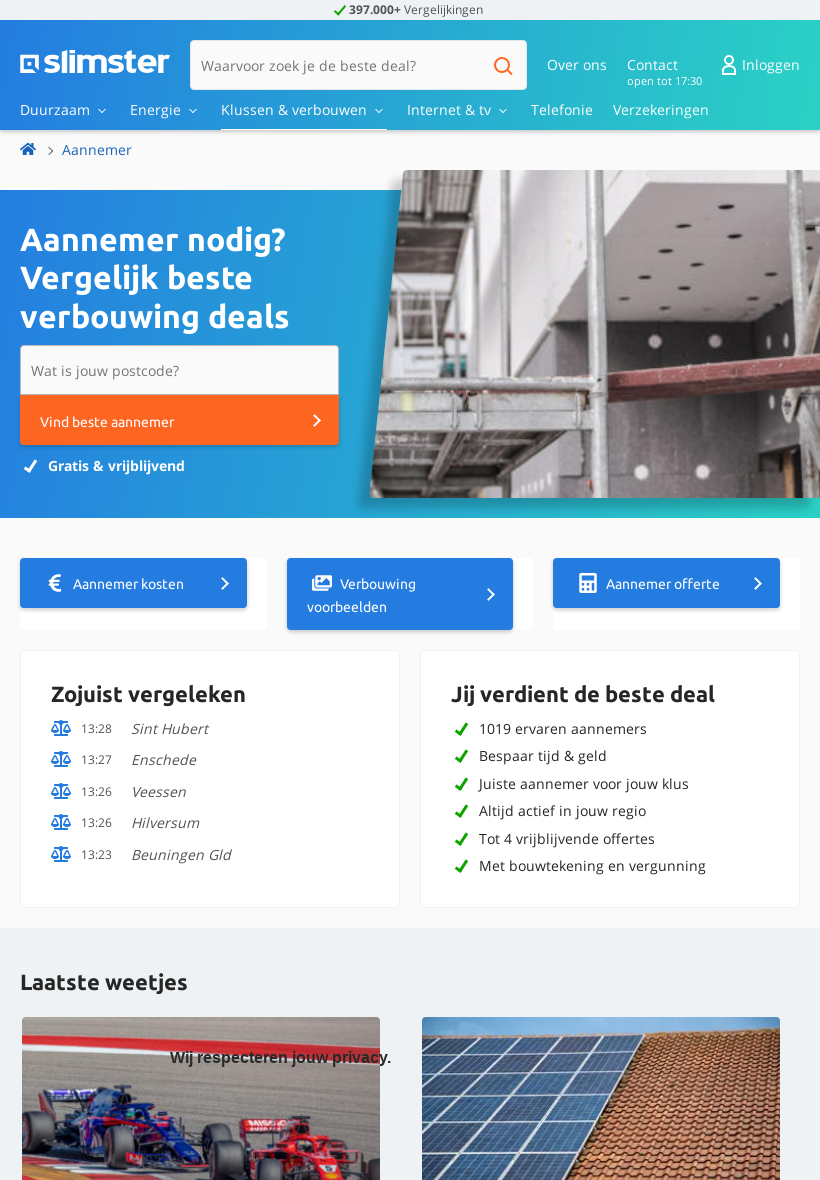 397.000+ Vergelijkingen
slimster
Waarvoor zoek je de beste deal?
Over ons
Contact
open tot 17:30
Inloggen
Duurzaam
Energie
Klussen & verbouwen
Internet & tv
Telefonie
Verzekeringen
Aannemer
Aannemer nodig?
Vergelijk beste
verbouwing deals
Wat is jouw postcode?
Vind beste aannemer
Gratis & vrijblijvend
Aannemer kosten
Verbouwing
voorbeelden
Aannemer offerte
Zojuist vergeleken
13:28 Sint Hubert
13:27 Enschede
13:26 Veessen
13:26 Hilversum
13:23 Beuningen Gld
Jij verdient de beste deal
1019 ervaren aannemers
Bespaar tijd & geld
Juiste aannemer voor jouw klus
Altijd actief in jouw regio
Tot 4 vrijblijvende offertes
Met bouwtekening en vergunning
Laatste weetjes
Wij respecteren jouw privacy.